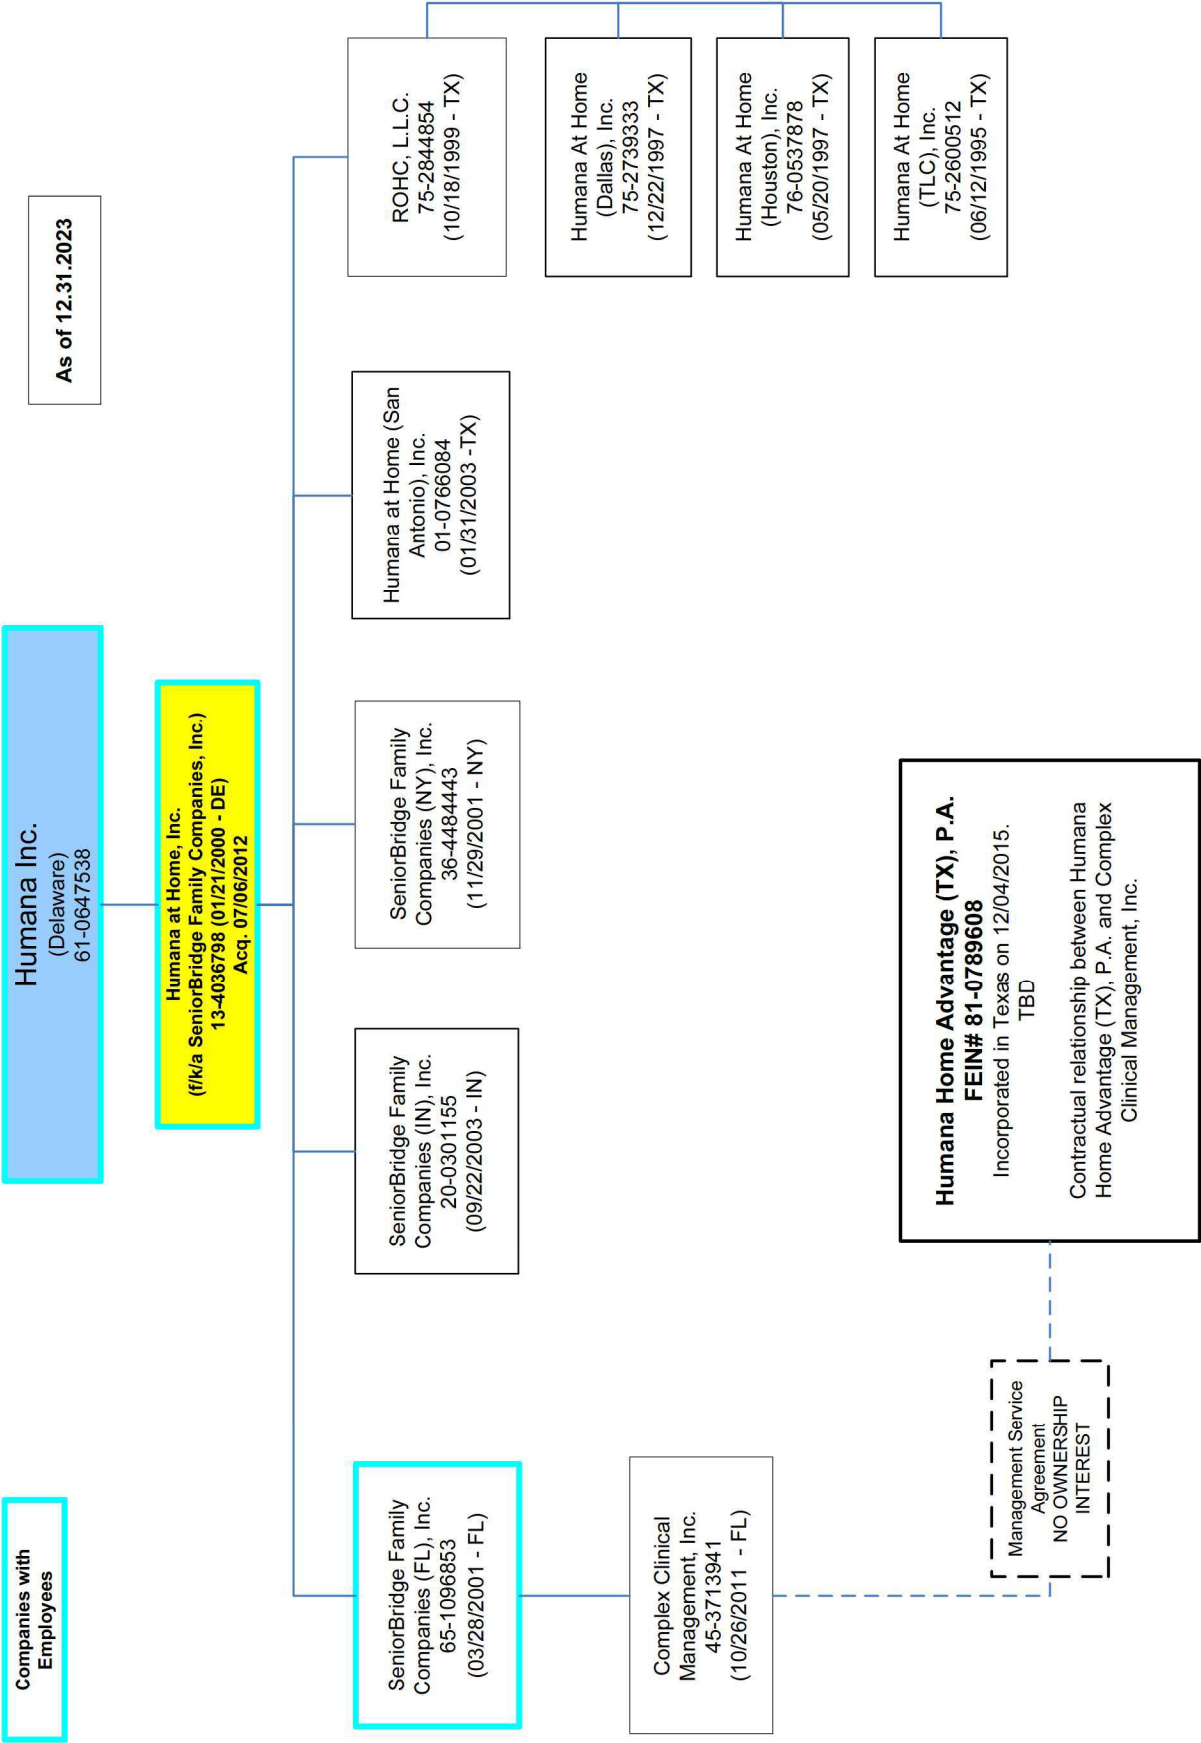 Companies with
Employees
Humana Inc.
(Delaware)
61-0647538
As of 12.31.2023
Humana at Home, Inc.
(f/k/a SeniorBridge Family Companies, Inc.)
13-4036798 (01/21/2000 - DE)
Acq. 07/06/2012
SeniorBridge Family
Companies (FL), Inc.
65-1096853
(03/28/2001 - FL)
SeniorBridge Family
Companies (IN), Inc.
20-0301155
(09/22/2003 - IN)
SeniorBridge Family
Companies (NY), Inc.
36-4484443
(11/29/2001 - NY)
Humana at Home (San
Antonio), Inc.
01-0766084
(01/31/2003 -TX)
ROHC, L.L.C.
75-2844854
(10/18/1999 - TX)
Humana At Home
(Dallas), Inc.
75-2739333
(12/22/1997 - TX)
Humana At Home
(Houston), Inc.
76-0537878
(05/20/1997 - TX)
Humana At Home
(TLC), Inc.
75-2600512
(06/12/1995 - TX)
Complex Clinical
Management, Inc.
45-3713941
(10/26/2011 - FL)
Management Service
Agreement
NO OWNERSHIP
INTEREST
Humana Home Advantage (TX), P.A.
FEIN# 81-0789608
Incorporated in Texas on 12/04/2015.
TBD
Contractual relationship between Humana
Home Advantage (TX), P.A. and Complex
Clinical Management, Inc.